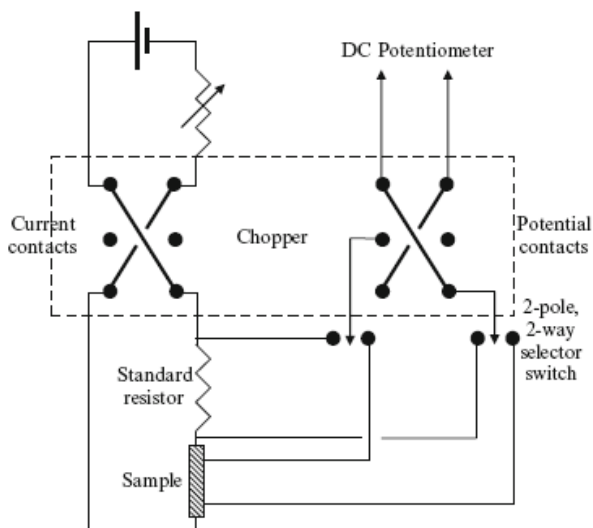 DC Potentiometer
Current
contacts
Chopper
Potential
contacts
2-pole,
2-way
selector
switch
Standard
resistor
Sample